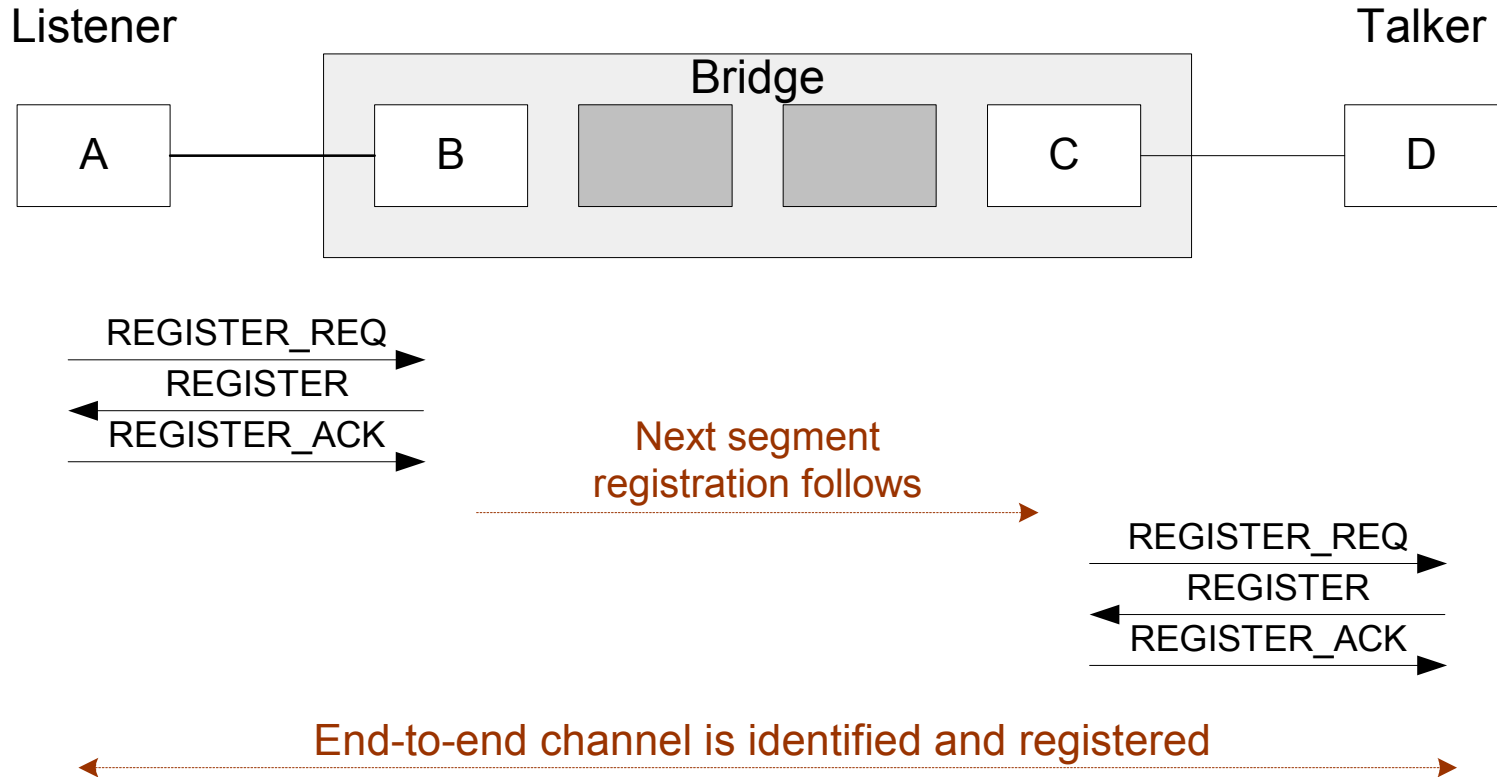 Listener
Talker
Bridge
A
B
C
D
REGISTER_REQ
REGISTER
REGISTER_ACK
Next segment
registration follows
REGISTER_REQ
REGISTER
REGISTER_ACK
End-to-end channel is identified and registered